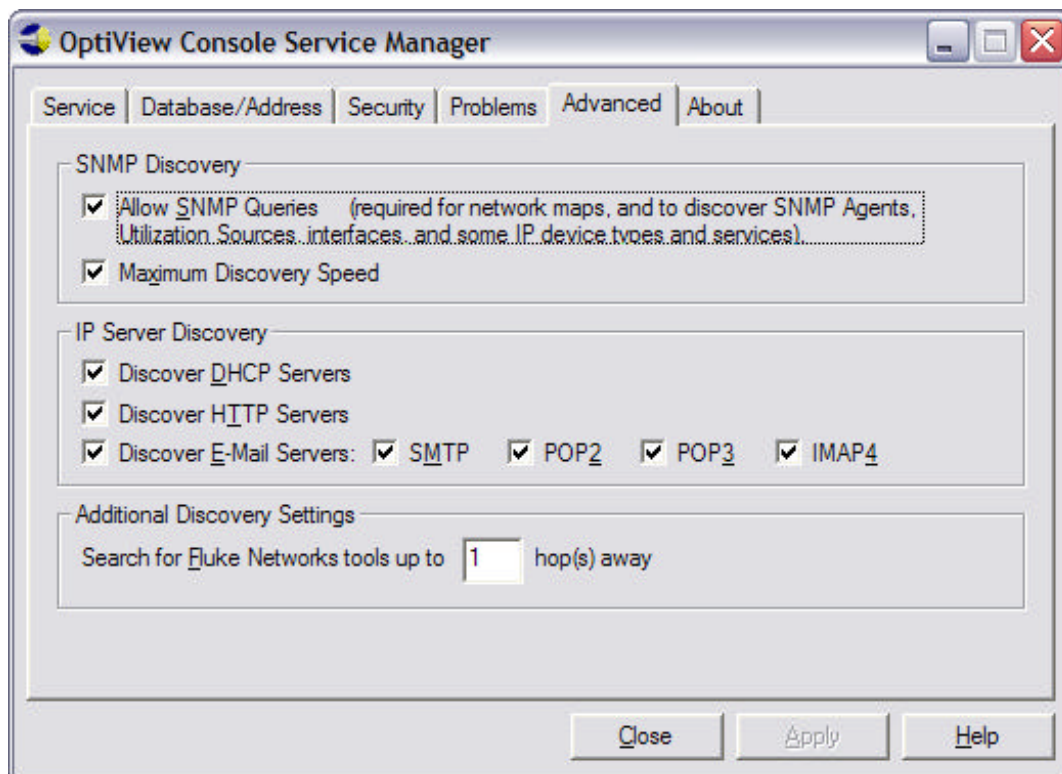 OptiView Console Service Manager
Service Database/Address Security Problems Advanced About
SNMP Discovery
Allow SNMP Queries (required for network maps, and to discover SNMP Agents,
Utilization Sources, interfaces, and some IP device types and services).
Maximum Discovery Speed
IP Server Discovery
Discover DHCP Servers
Discover HTTP Servers
Discover E-Mail Servers: SMTP POP2 POP3 IMAP4
Additional Discovery Settings
Search for Fluke Networks tools up to 1 hop(s) away
Close Apply Help